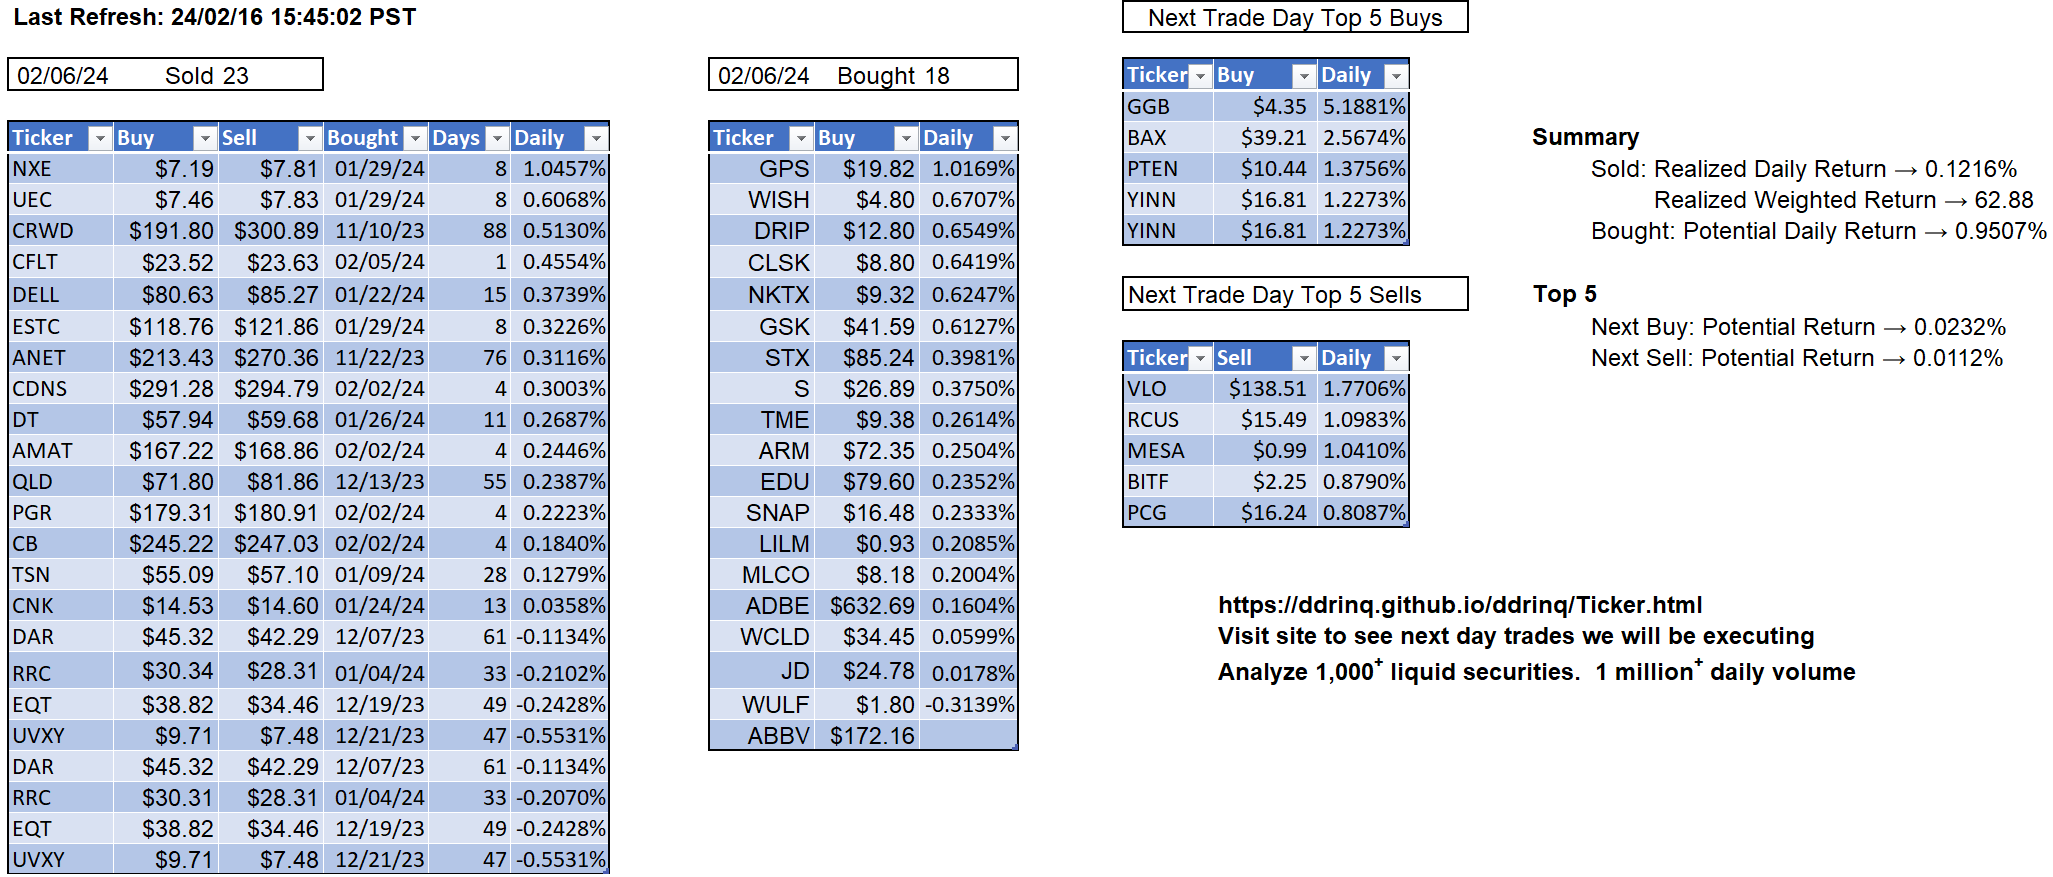 Last Refresh: 24/02/16 15:45:02 PST
02/06/24 Sold 23
Ticker Buy Sell Bought Days Daily
NXE $7.19 $7.81 01/29/24 8 1.0457%
UEC $7.46 $7.83 01/29/24 8 0.6068%
CRWD $191.80 $300.89 11/10/23 88 0.5130%
CFLT $23.52 $23.63 02/05/24 1 0.4554%
DELL $80.63 $85.27 01/22/24 15 0.3739%
ESTC $118.76 $121.86 01/29/24 8 0.3226%
ANET $213.43 $270.36 11/22/23 76 0.3116%
CDNS $291.28 $294.79 02/02/24 4 0.3003%
DT $57.94 $59.68 01/26/24 11 0.2687%
AMAT $167.22 $168.86 02/02/24 4 0.2446%
QLD $71.80 $81.86 12/13/23 55 0.2387%
PGR $179.31 $180.91 02/02/24 4 0.2223%
CB $245.22 $247.03 02/02/24 4 0.1840%
TSN $55.09 $57.10 01/09/24 28 0.1279%
CNK $14.53 $14.60 01/24/24 13 0.0358%
DAR $45.32 $42.29 12/07/23 61 -0.1134%
RRC $30.34 $28.31 01/04/24 33 -0.2102%
EQT $38.82 $34.46 12/19/23 49 -0.2428%
UVXY $9.71 $7.48 12/21/23 47 -0.5531%
DAR $45.32 $42.29 12/07/23 61 -0.1134%
RRC $30.31 $28.31 01/04/24 33 -0.2070%
EQT $38.82 $34.46 12/19/23 49 -0.2428%
UVXY $9.71 $7.48 12/21/23 47 -0.5531%
02/06/24 Bought 18
Ticker Buy Daily
GPS $19.82 1.0169%
WISH $4.80 0.6707%
DRIP $12.80 0.6549%
CLSK $8.80 0.6419%
NKTX $9.32 0.6247%
GSK $41.59 0.6127%
STX $85.24 0.3981%
S $26.89 0.3750%
TME $9.38 0.2614%
ARM $72.35 0.2504%
EDU $79.60 0.2352%
SNAP $16.48 0.2333%
LILM $0.93 0.2085%
MLCO $8.18 0.2004%
ADBE $632.69 0.1604%
WCLD $34.45 0.0599%
JD $24.78 0.0178%
WULF $1.80 -0.3139%
ABBV $172.16
Next Trade Day Top 5 Buys
Ticker Buy Daily
GGB $4.35 5.1881%
BAX $39.21 2.5674%
PTEN $10.44 1.3756%
YINN $16.81 1.2273%
YINN $16.81 1.2273%
Next Trade Day Top 5 Sells
Ticker Sell Daily
VLO $138.51 1.7706%
RCUS $15.49 1.0983%
MESA $0.99 1.0410%
BITF $2.25 0.8790%
PCG $16.24 0.8087%
Summary
Sold: Realized Daily Return → 0.1216%
Realized Weighted Return → 62.88
Bought: Potential Daily Return → 0.9507%
Top 5
Next Buy: Potential Return → 0.0232%
Next Sell: Potential Return → 0.0112%
https://ddrinq.github.io/ddrinq/Ticker.html
Visit site to see next day trades we will be executing
Analyze 1,000+ liquid securities. 1 million+ daily volume